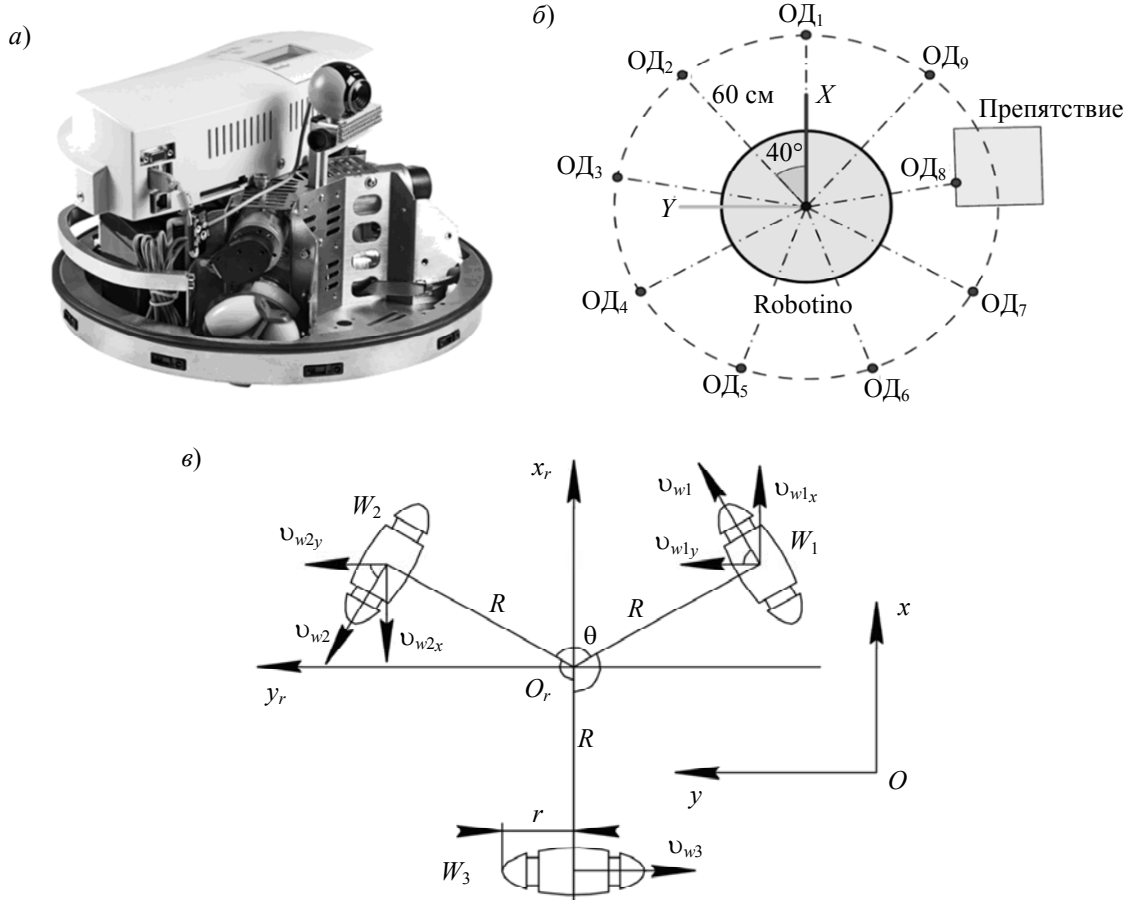 а)
б)
ОД₁
ОД₂
ОД₉
60 см
X
Препятствие
40°
ОД₃
ОД₈
Y
ОД₄
Robotino
ОД₇
ОД₅
ОД₆
в)
xᵣ
υw1
υw1x
W₂
υw2y
υw1y
W₁
R
R
θ
x
υw2
υw2x
yᵣ
Oᵣ
R
y
O
r
υw3
W₃